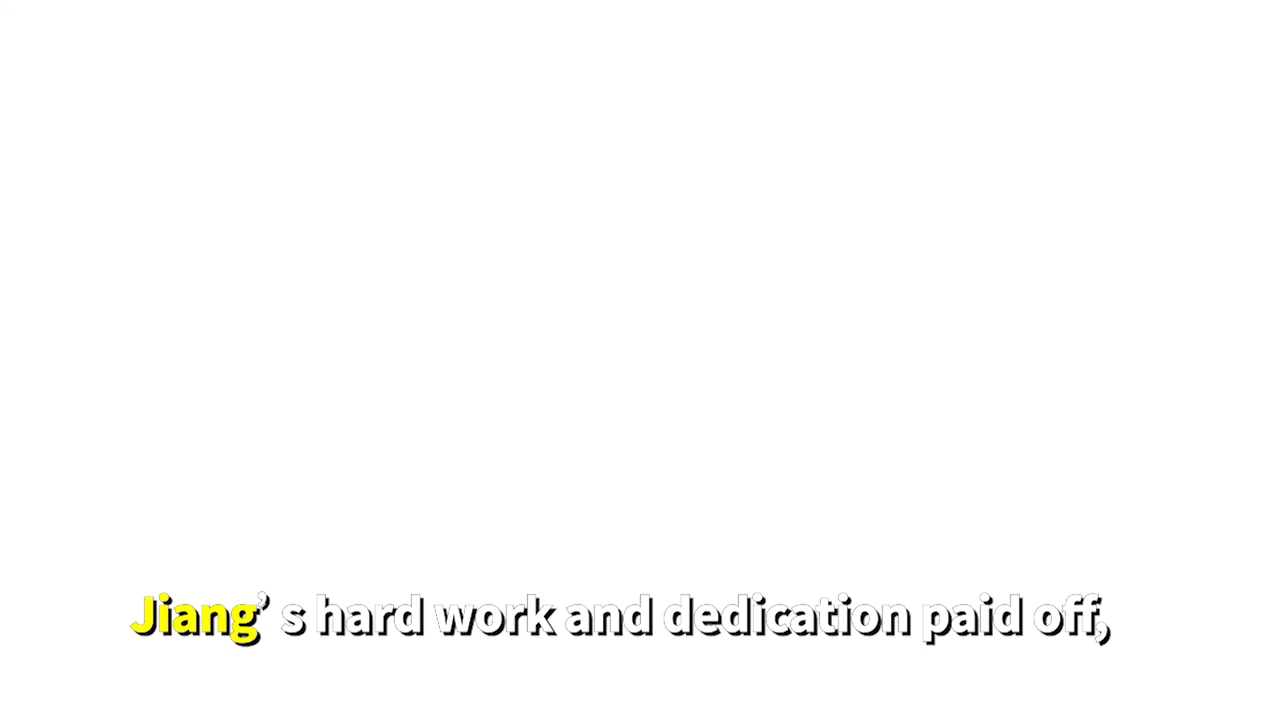 Jiang’ s hard work and dedication paid off,